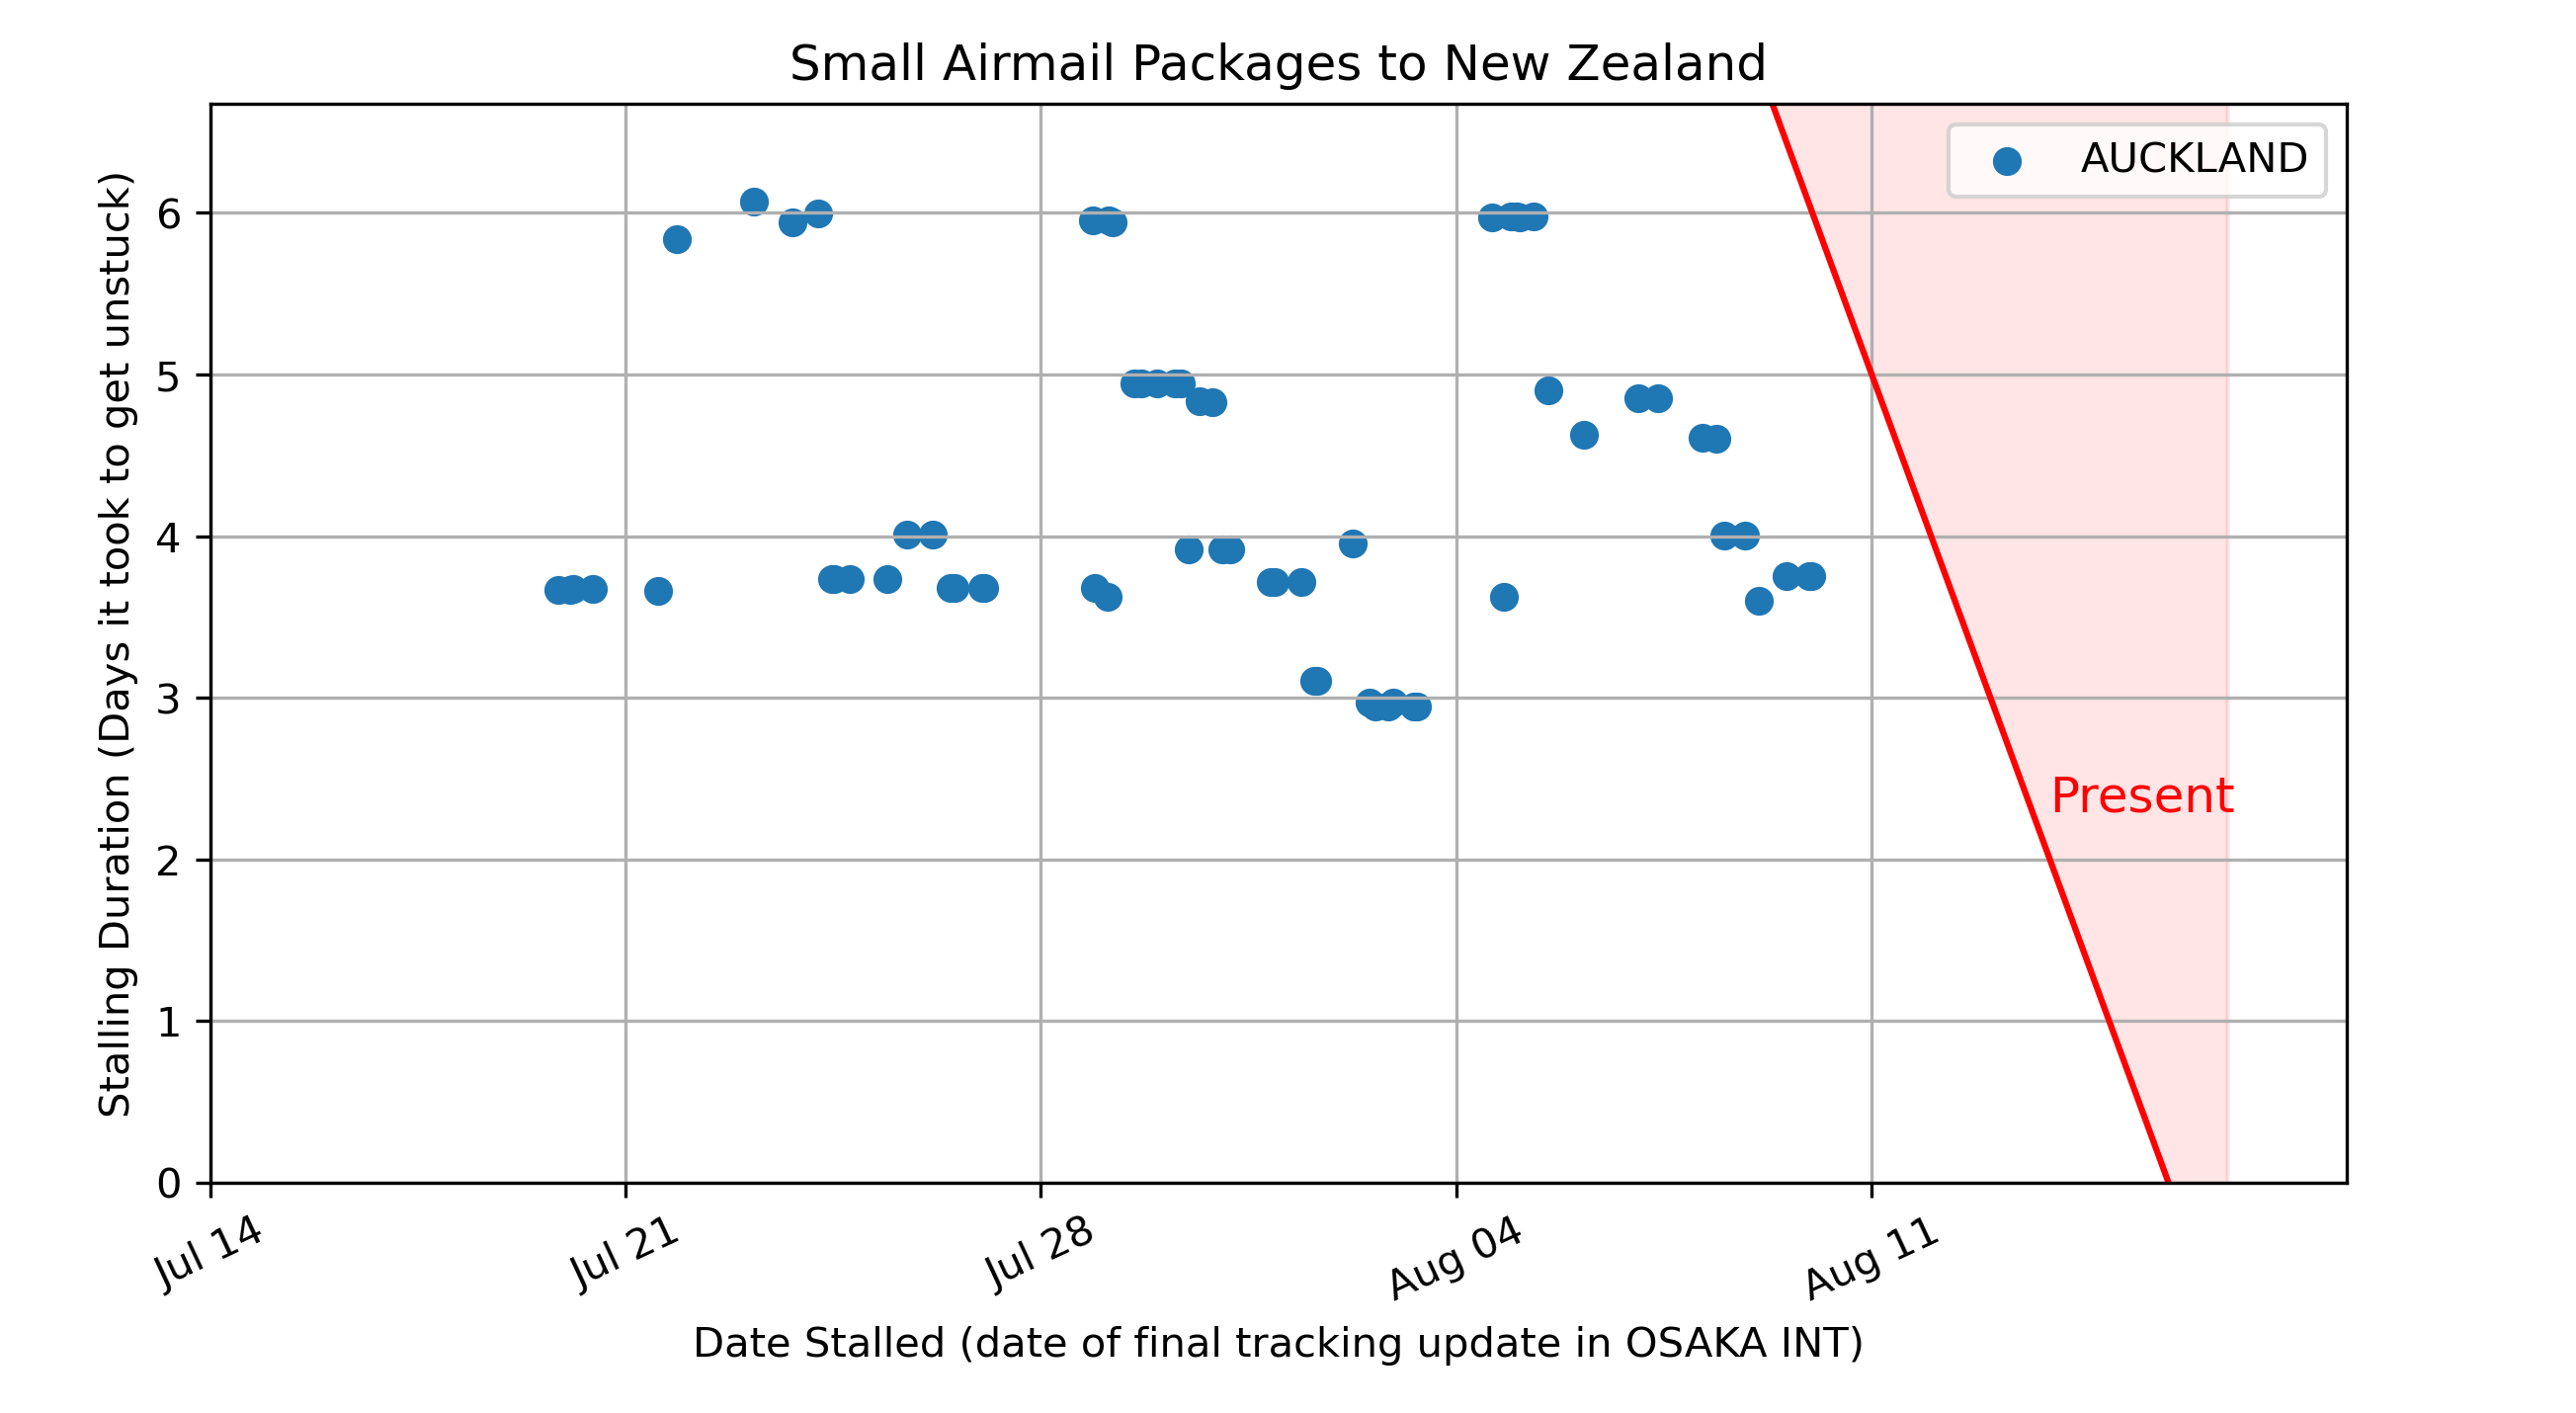 Small Airmail Packages to New Zealand
AUCKLAND
Present
Stalling Duration (Days it took to get unstuck)
6
5
4
3
2
1
0
Jul 14
Jul 21
Jul 28
Aug 04
Aug 11
Date Stalled (date of final tracking update in OSAKA INT)